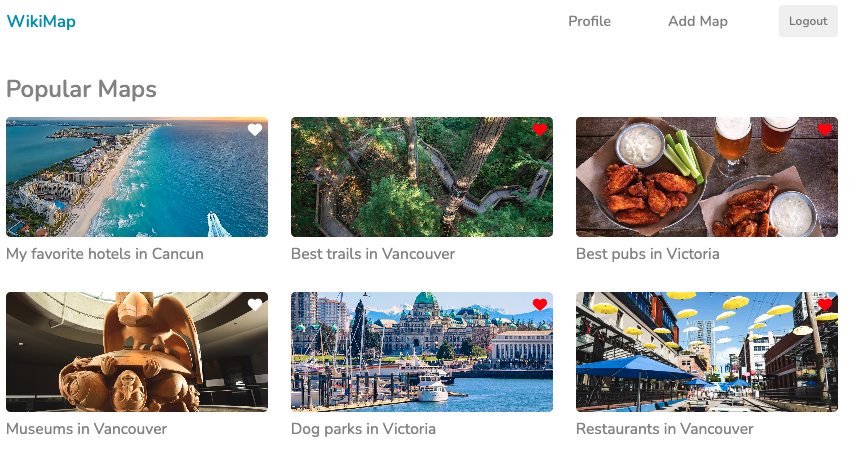 WikiMap
Profile
Add Map
Logout
Popular Maps
My favorite hotels in Cancun
Best trails in Vancouver
Best pubs in Victoria
Museums in Vancouver
Dog parks in Victoria
Restaurants in Vancouver